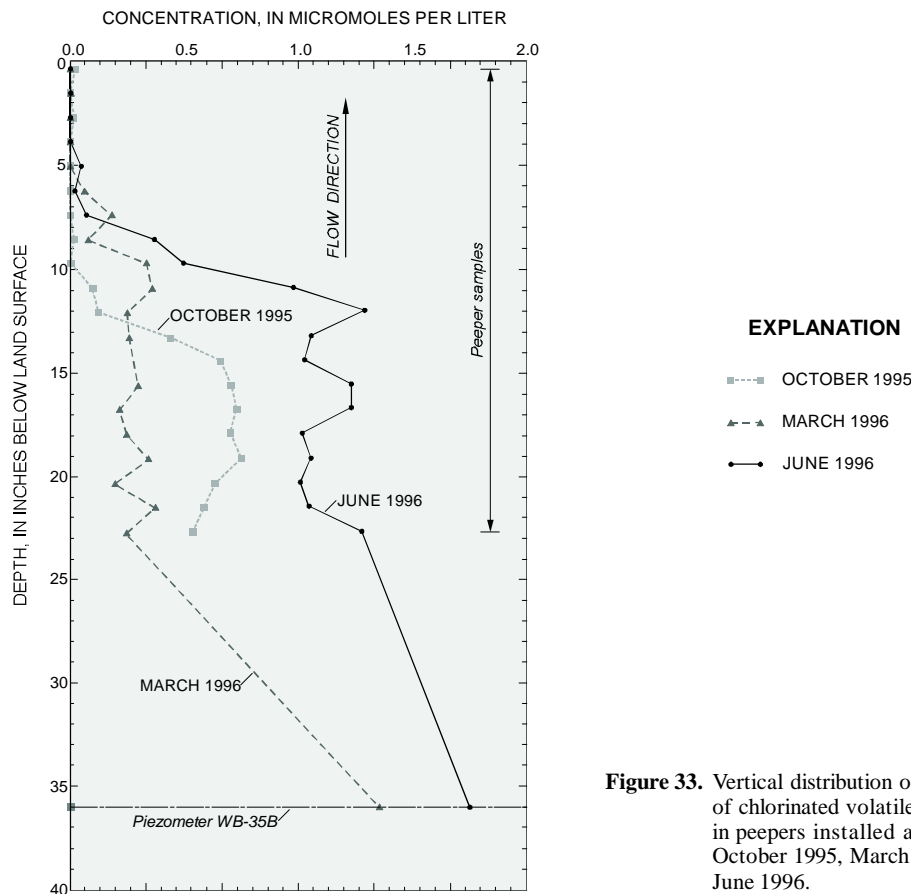 CONCENTRATION, IN MICROMOLES PER LITER
0.0 0.5 1.0 1.5 2.0
0
5
10
15
20
25
30
35
40
DEPTH, IN INCHES BELOW LAND SURFACE
FLOW DIRECTION
Peeper samples
OCTOBER 1995
JUNE 1996
MARCH 1996
Piezometer WB-35B
EXPLANATION
OCTOBER 1995
MARCH 1996
JUNE 1996
Figure 33. Vertical distribution o
of chlorinated volatile
in peepers installed a
October 1995, March
June 1996.